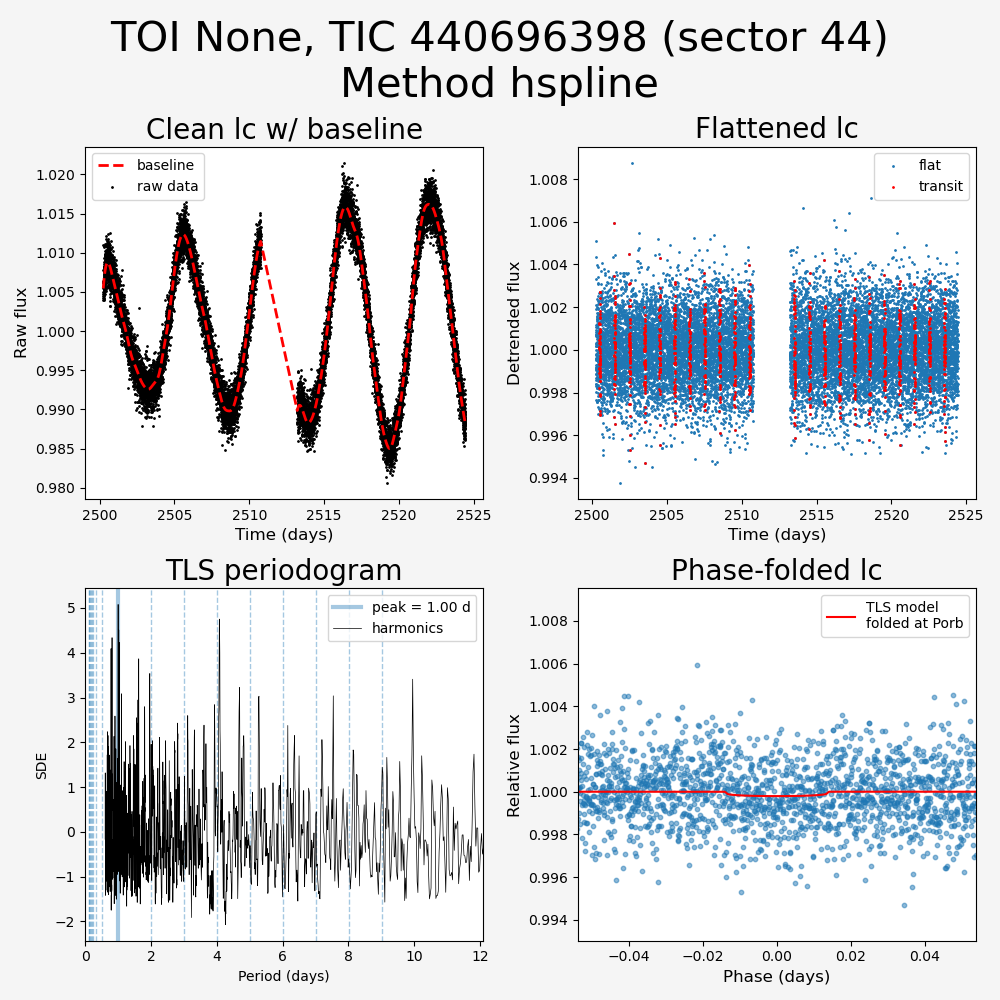 TOI None, TIC 440696398 (sector 44)
Method hspline
Clean lc w/ baseline
baseline
raw data
1.020
1.015
1.010
1.005
1.000
0.995
0.990
0.985
0.980
Raw flux
2500
2505
2510
2515
2520
2525
Time (days)
Flattened lc
flat
transit
1.008
1.006
1.004
1.002
1.000
0.998
0.996
0.994
Detrended flux
2500
2505
2510
2515
2520
2525
Time (days)
TLS periodogram
peak = 1.00 d
harmonics
5
4
3
2
1
0
−1
−2
SDE
0
2
4
6
8
10
12
Period (days)
Phase-folded lc
TLS model
folded at Porb
1.008
1.006
1.004
1.002
1.000
0.998
0.996
0.994
Relative flux
−0.04
−0.02
0.00
0.02
0.04
Phase (days)